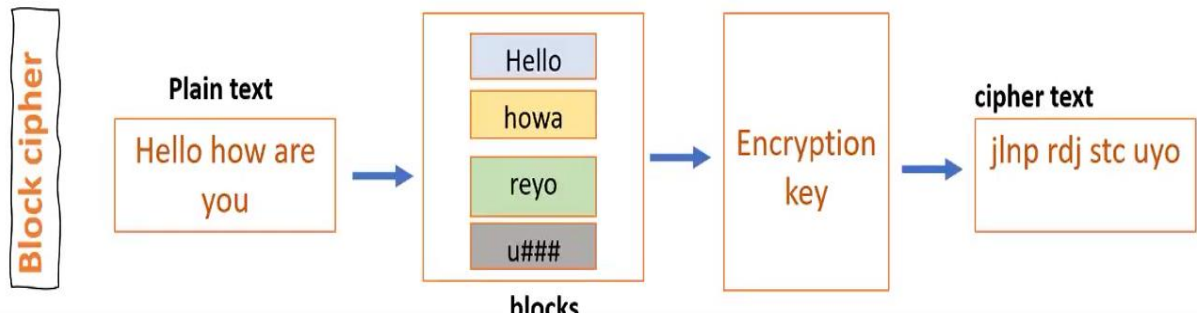 Block cipher
Plain text
Hello how are
you
Hello
howa
reyo
u###
blocks
Encryption
key
cipher text
jlnp rdj stc uyo